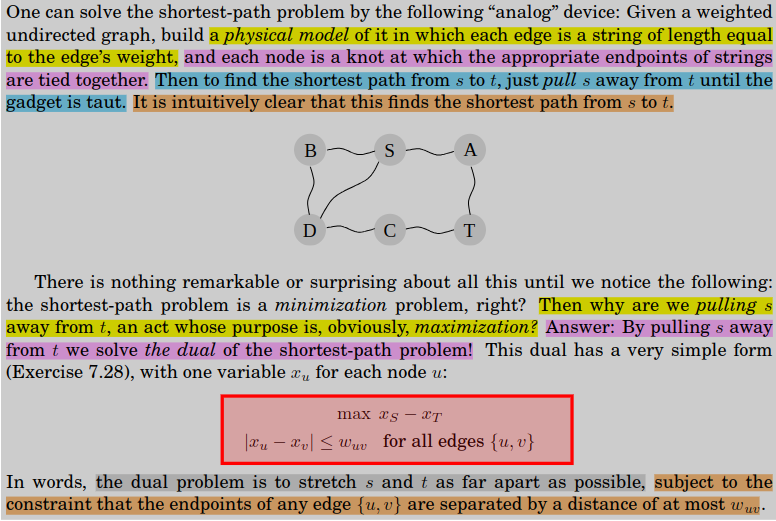 One can solve the shortest-path problem by the following “analog” device: Given a weighted
undirected graph, build a physical model of it in which each edge is a string of length equal
to the edge’s weight, and each node is a knot at which the appropriate endpoints of strings
are tied together. Then to find the shortest path from s to t, just pull s away from t until the
gadget is taut. It is intuitively clear that this finds the shortest path from s to t.
B S A
D C T
There is nothing remarkable or surprising about all this until we notice the following:
the shortest-path problem is a minimization problem, right? Then why are we pulling s
away from t, an act whose purpose is, obviously, maximization? Answer: By pulling s away
from t we solve the dual of the shortest-path problem! This dual has a very simple form
(Exercise 7.28), with one variable x_u for each node u:
max x_S − x_T
|x_u − x_v| ≤ w_{uv} for all edges {u, v}
In words, the dual problem is to stretch s and t as far apart as possible, subject to the
constraint that the endpoints of any edge {u, v} are separated by a distance of at most w_{uv}.